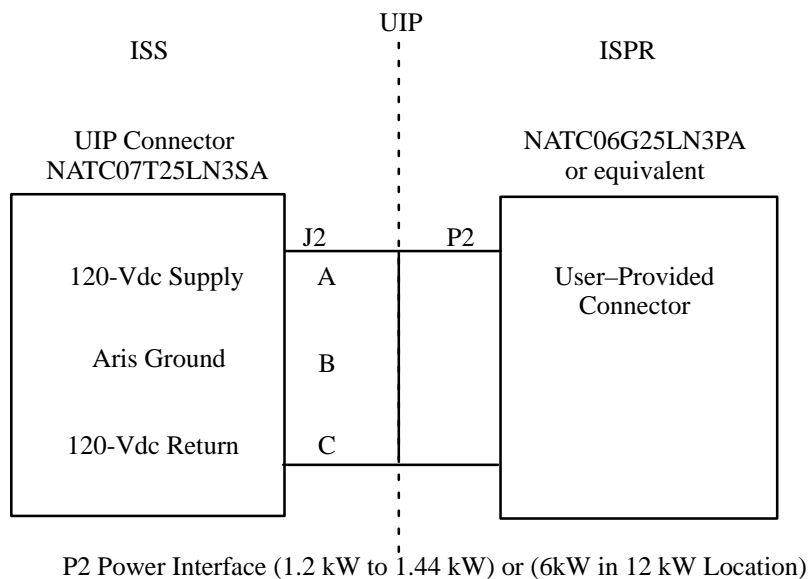 UIP
ISS
ISPR
UIP Connector
NATC07T25LN3SA
NATC06G25LN3PA
or equivalent
J2
P2
120-Vdc Supply
A
User–Provided
Connector
Aris Ground
B
120-Vdc Return
C
P2 Power Interface (1.2 kW to 1.44 kW) or (6kW in 12 kW Location)